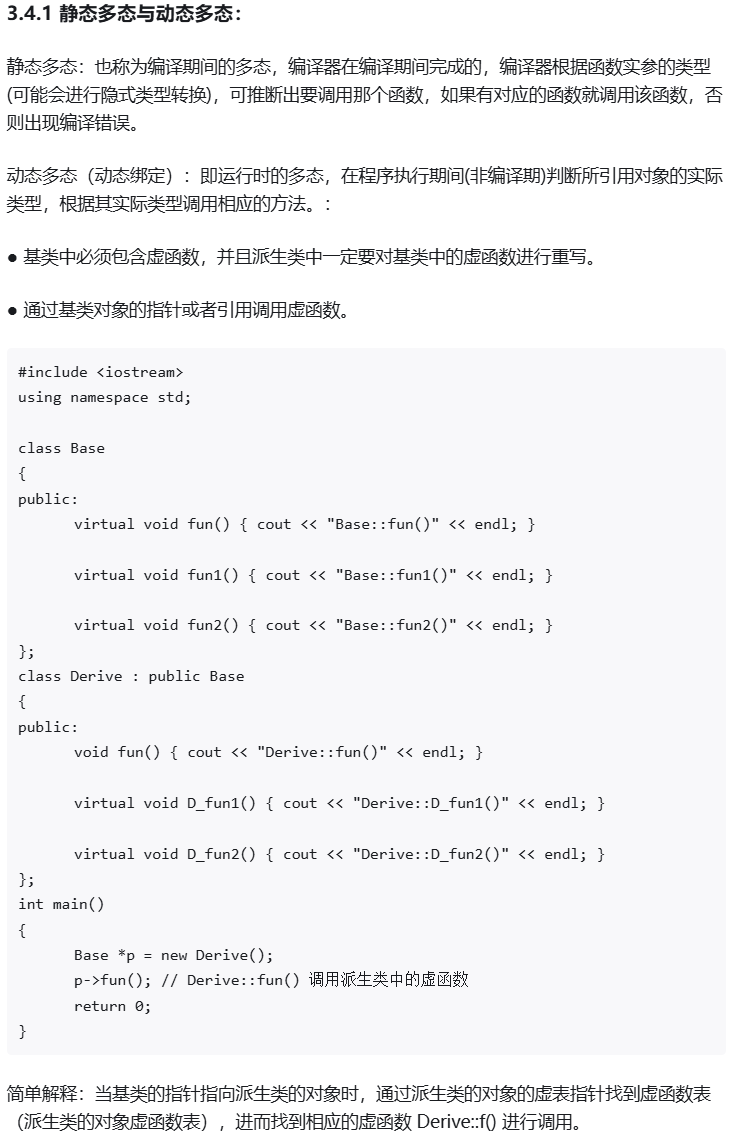 3.4.1 静态多态与动态多态：
静态多态：也称为编译期间的多态，编译器在编译期间完成的，编译器根据函数实参的类型
(可能会进行隐式类型转换)，可推断出要调用那个函数，如果有对应的函数就调用该函数，否
则出现编译错误。
动态多态（动态绑定）：即运行时的多态，在程序执行期间(非编译期)判断所引用对象的实际
类型，根据其实际类型调用相应的方法。：
● 基类中必须包含虚函数，并且派生类中一定要对基类中的虚函数进行重写。
● 通过基类对象的指针或者引用调用虚函数。
#include <iostream>
using namespace std;
class Base
{
public:
virtual void fun() { cout << "Base::fun()" << endl; }
virtual void fun1() { cout << "Base::fun1()" << endl; }
virtual void fun2() { cout << "Base::fun2()" << endl; }
};
class Derive : public Base
{
public:
void fun() { cout << "Derive::fun()" << endl; }
virtual void D_fun1() { cout << "Derive::D_fun1()" << endl; }
virtual void D_fun2() { cout << "Derive::D_fun2()" << endl; }
};
int main()
{
Base *p = new Derive();
p->fun(); // Derive::fun() 调用派生类中的虚函数
return 0;
}
简单解释：当基类的指针指向派生类的对象时，通过派生类的对象的虚表指针找到虚函数表
（派生类的对象虚函数表），进而找到相应的虚函数 Derive::f() 进行调用。